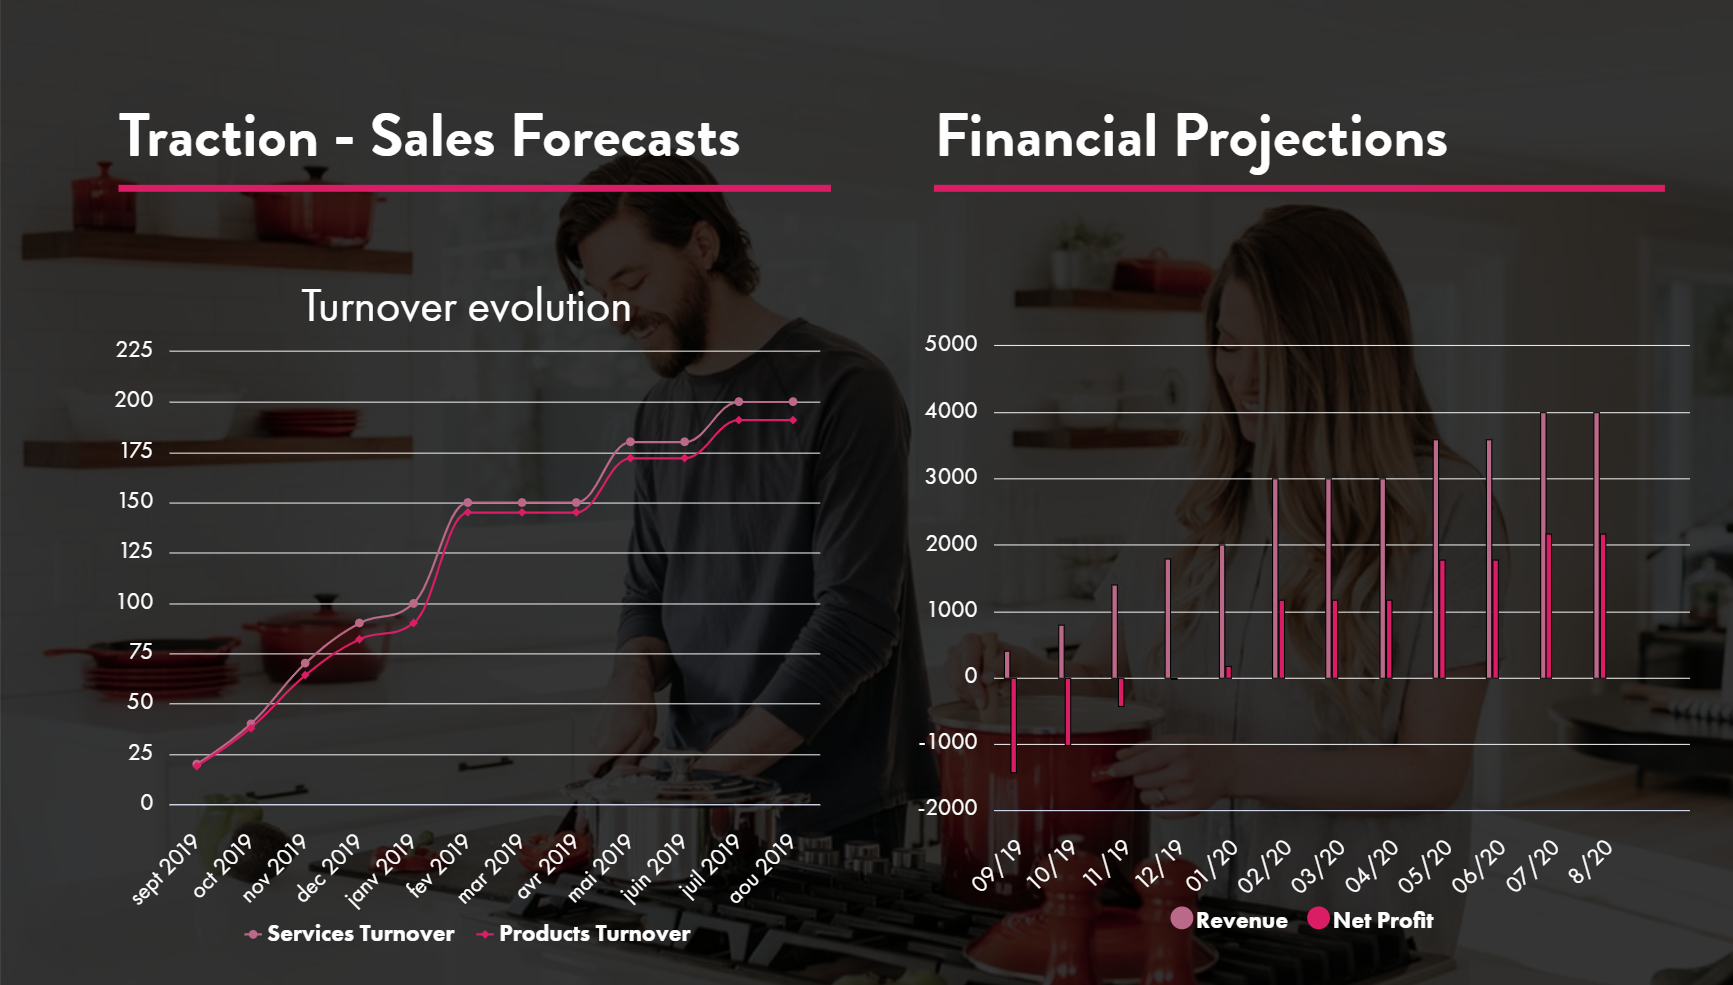 Traction - Sales Forecasts
Turnover evolution
225
200
175
150
125
100
75
50
25
0
sept 2019
oct 2019
nov 2019
dec 2019
janv 2019
fev 2019
mar 2019
avr 2019
mai 2019
juin 2019
juil 2019
aou 2019
Services Turnover
Products Turnover
Financial Projections
5000
4000
3000
2000
1000
0
-1000
-2000
09/19
10/19
11/19
12/19
01/20
02/20
03/20
04/20
05/20
06/20
07/20
8/20
Revenue
Net Profit